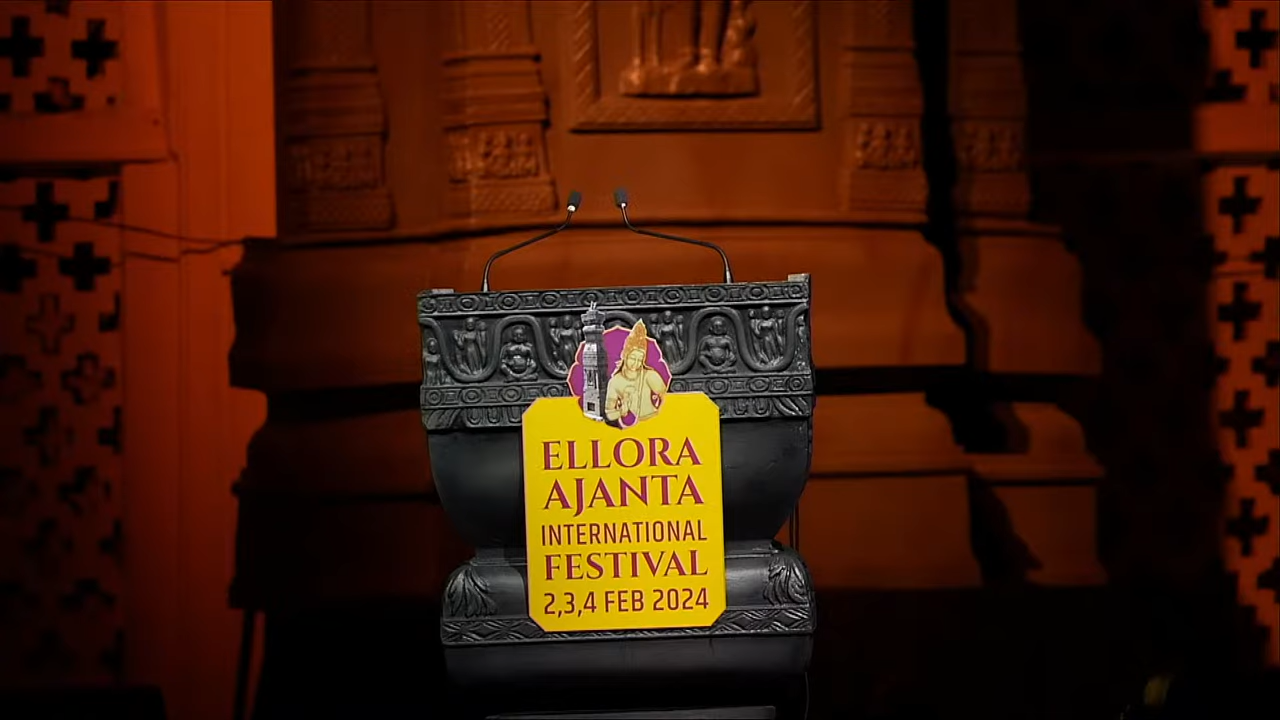 ELLORA
AJANTA
INTERNATIONAL
FESTIVAL
2,3,4 FEB 2024